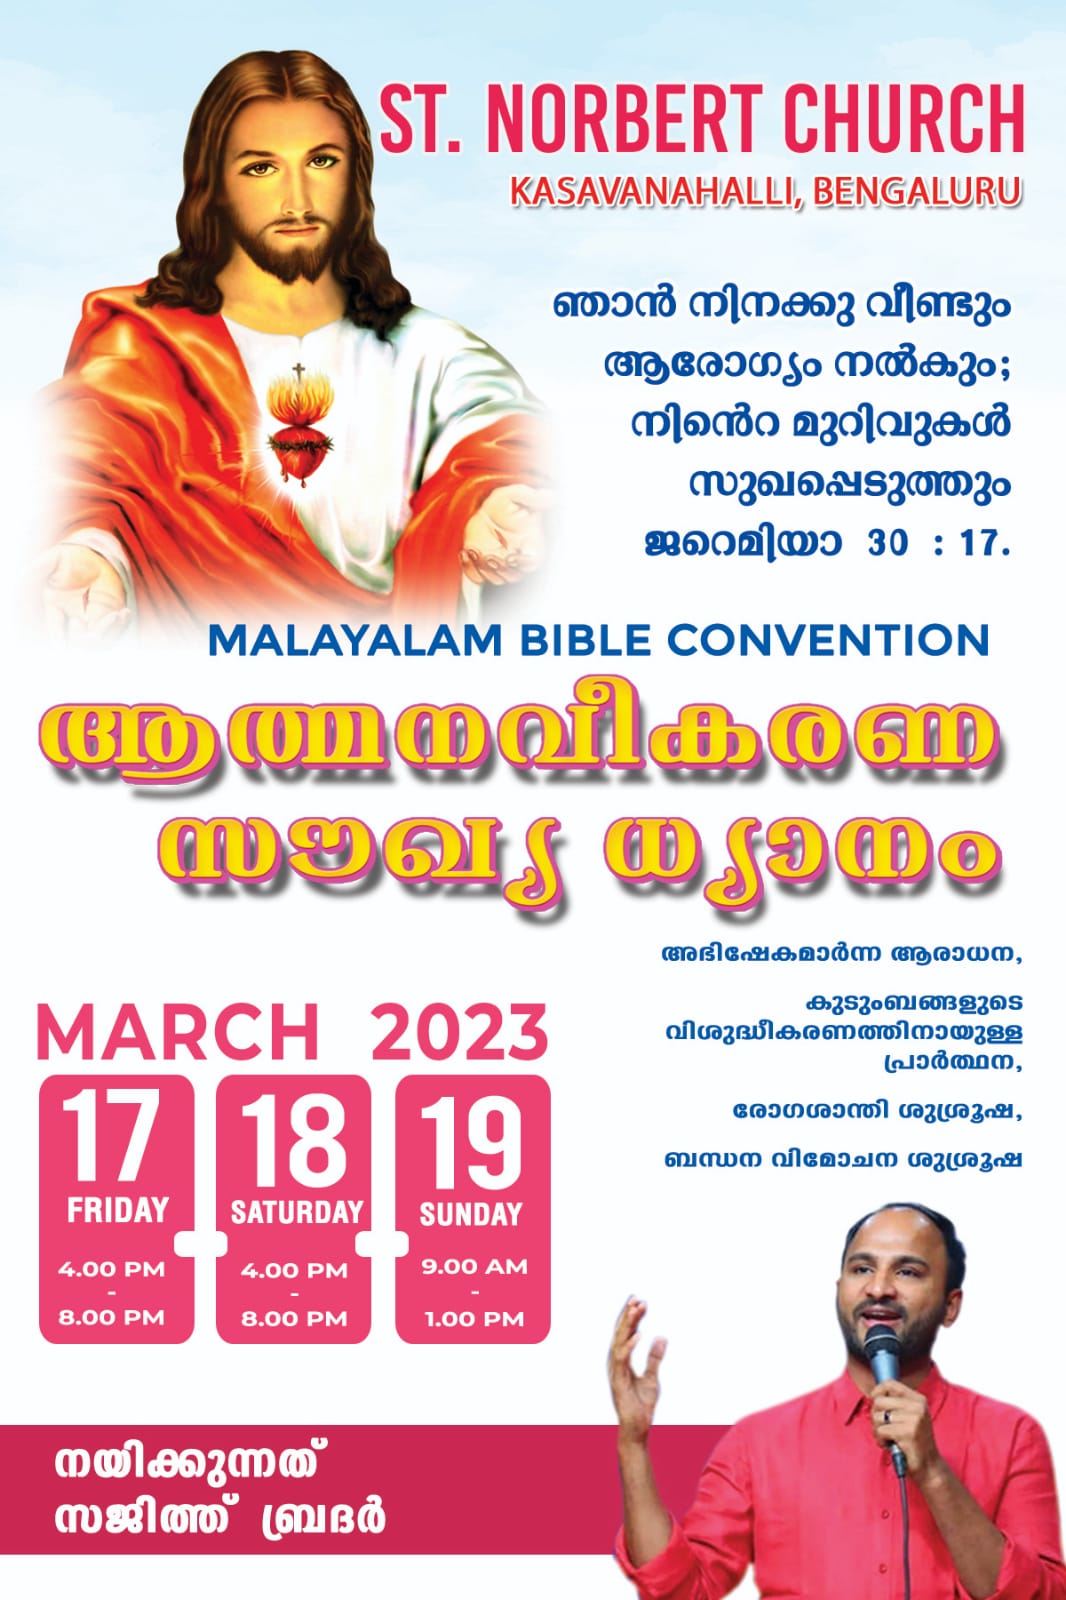 ST. NORBERT CHURCH
KASAVANAHALLI, BENGALURU
ഞാൻ നിനക്കു വീണ്ടും
ആരോഗ്യം നൽകും;
നിൻെറ മുറിവുകൾ
സുഖപ്പെടുത്തും
ജറെമിയാ 30 : 17.
MALAYALAM BIBLE CONVENTION
ആത്മനവീകരണ
സൗഖ്യ ധ്യാനം
അഭിഷേകമാർന്ന ആരാധന,
കുടുംബങ്ങളുടെ
വിശുദ്ധീകരണത്തിനായുള്ള
പ്രാർത്ഥന,
രോഗശാന്തി ശുശ്രൂഷ,
ബന്ധന വിമോചന ശുശ്രൂഷ
MARCH 2023
17
FRIDAY
4.00 PM
-
8.00 PM
18
SATURDAY
4.00 PM
-
8.00 PM
19
SUNDAY
9.00 AM
-
1.00 PM
നയിക്കുന്നത്
സജിത്ത് ബ്രദർ